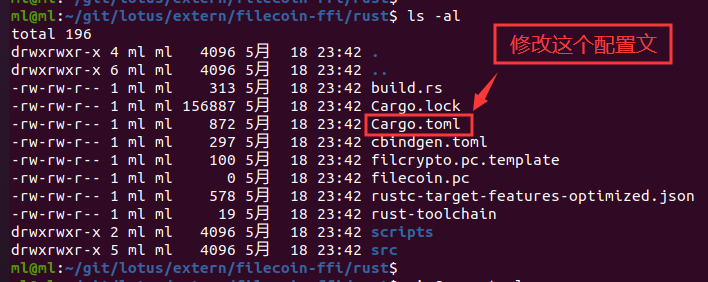 ml@ml:~/git/lotus/extern/filecoin-ffi/rust$ ls -al
total 196
drwxrwxr-x 4 ml ml   4096 5月  18 23:42 .
drwxrwxr-x 6 ml ml   4096 5月  18 23:42 ..
-rw-rw-r-- 1 ml ml    313 5月  18 23:42 build.rs
-rw-rw-r-- 1 ml ml 156887 5月  18 23:42 Cargo.lock
-rw-rw-r-- 1 ml ml    872 5月  18 23:42 Cargo.toml
-rw-rw-r-- 1 ml ml    297 5月  18 23:42 cbindgen.toml
-rw-rw-r-- 1 ml ml    100 5月  18 23:42 filcrypto.pc.template
-rw-rw-r-- 1 ml ml      0 5月  18 23:42 filecoin.pc
-rw-rw-r-- 1 ml ml    578 5月  18 23:42 rustc-target-features-optimized.json
-rw-rw-r-- 1 ml ml     19 5月  18 23:42 rust-toolchain
drwxrwxr-x 2 ml ml   4096 5月  18 23:42 scripts
drwxrwxr-x 5 ml ml   4096 5月  18 23:42 src
ml@ml:~/git/lotus/extern/filecoin-ffi/rust$
修改这个配置文